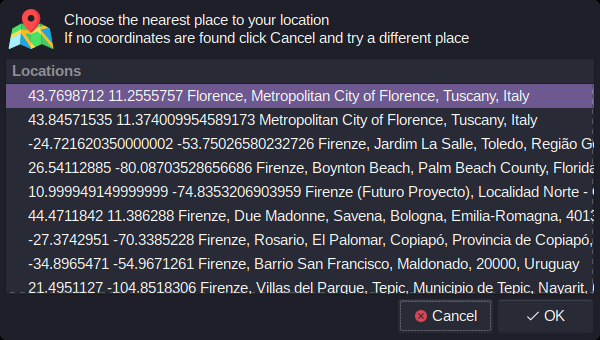 Choose the nearest place to your location
If no coordinates are found click Cancel and try a different place
Locations
43.7698712 11.2555757 Florence, Metropolitan City of Florence, Tuscany, Italy
43.84571535 11.374009954589173 Metropolitan City of Florence, Tuscany, Italy
-24.721620350000002 -53.75026580232726 Firenze, Jardim La Salle, Toledo, Região G
26.54112885 -80.08703528656686 Firenze, Boynton Beach, Palm Beach County, Florida
10.999949149999999 -74.8353206903959 Firenze (Futuro Proyecto), Localidad Norte -
44.4711842 11.386288 Firenze, Due Madonne, Savena, Bologna, Emilia-Romagna, 4013
-27.3742951 -70.3385228 Firenze, Rosario, El Palomar, Copiapó, Provincia de Copiapó,
-34.8965471 -54.9671261 Firenze, Barrio San Francisco, Maldonado, 20000, Uruguay
21.4951127 -104.8518306 Firenze, Villas del Parque, Tepic, Municipio de Tepic, Nayarit,
Cancel
OK